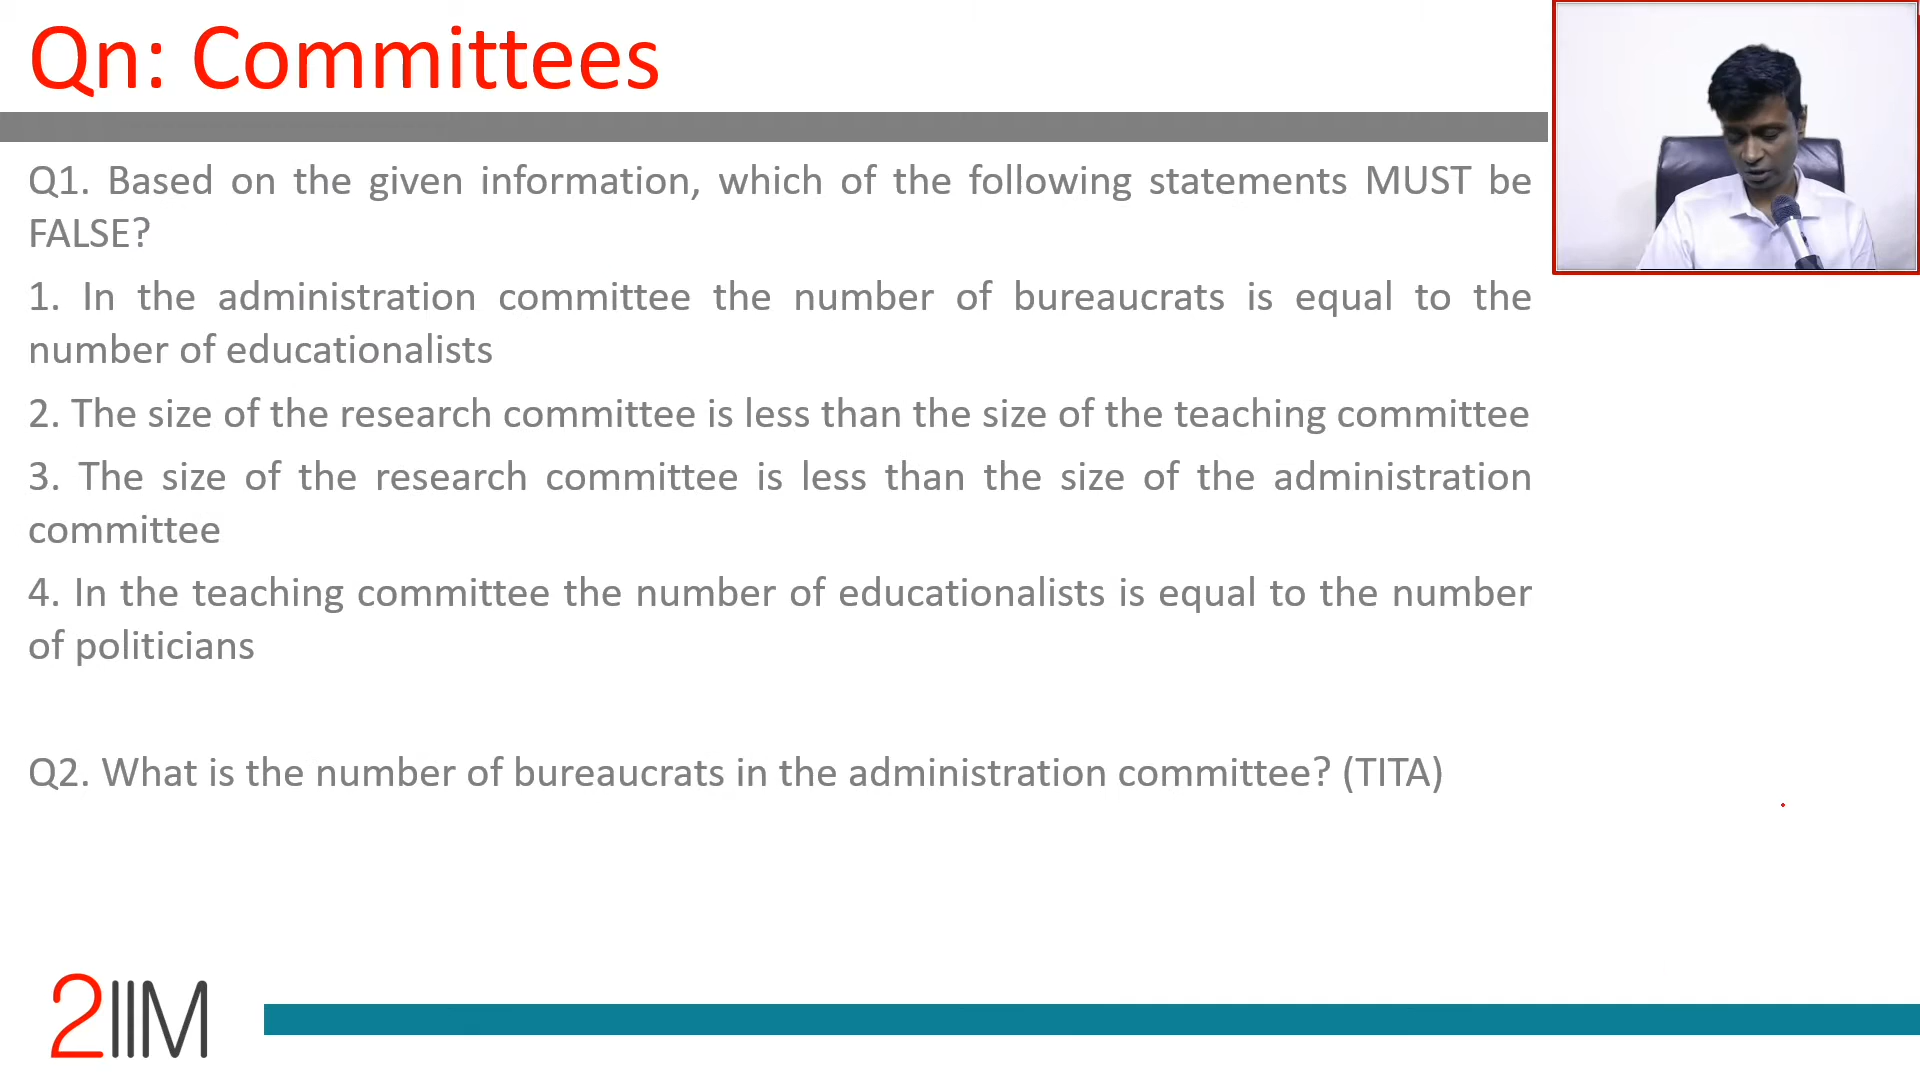 Qn: Committees
Q1. Based on the given information, which of the following statements MUST be
FALSE?
1. In the administration committee the number of bureaucrats is equal to the
number of educationalists
2. The size of the research committee is less than the size of the teaching committee
3. The size of the research committee is less than the size of the administration
committee
4. In the teaching committee the number of educationalists is equal to the number
of politicians
Q2. What is the number of bureaucrats in the administration committee? (TITA)
2IIM